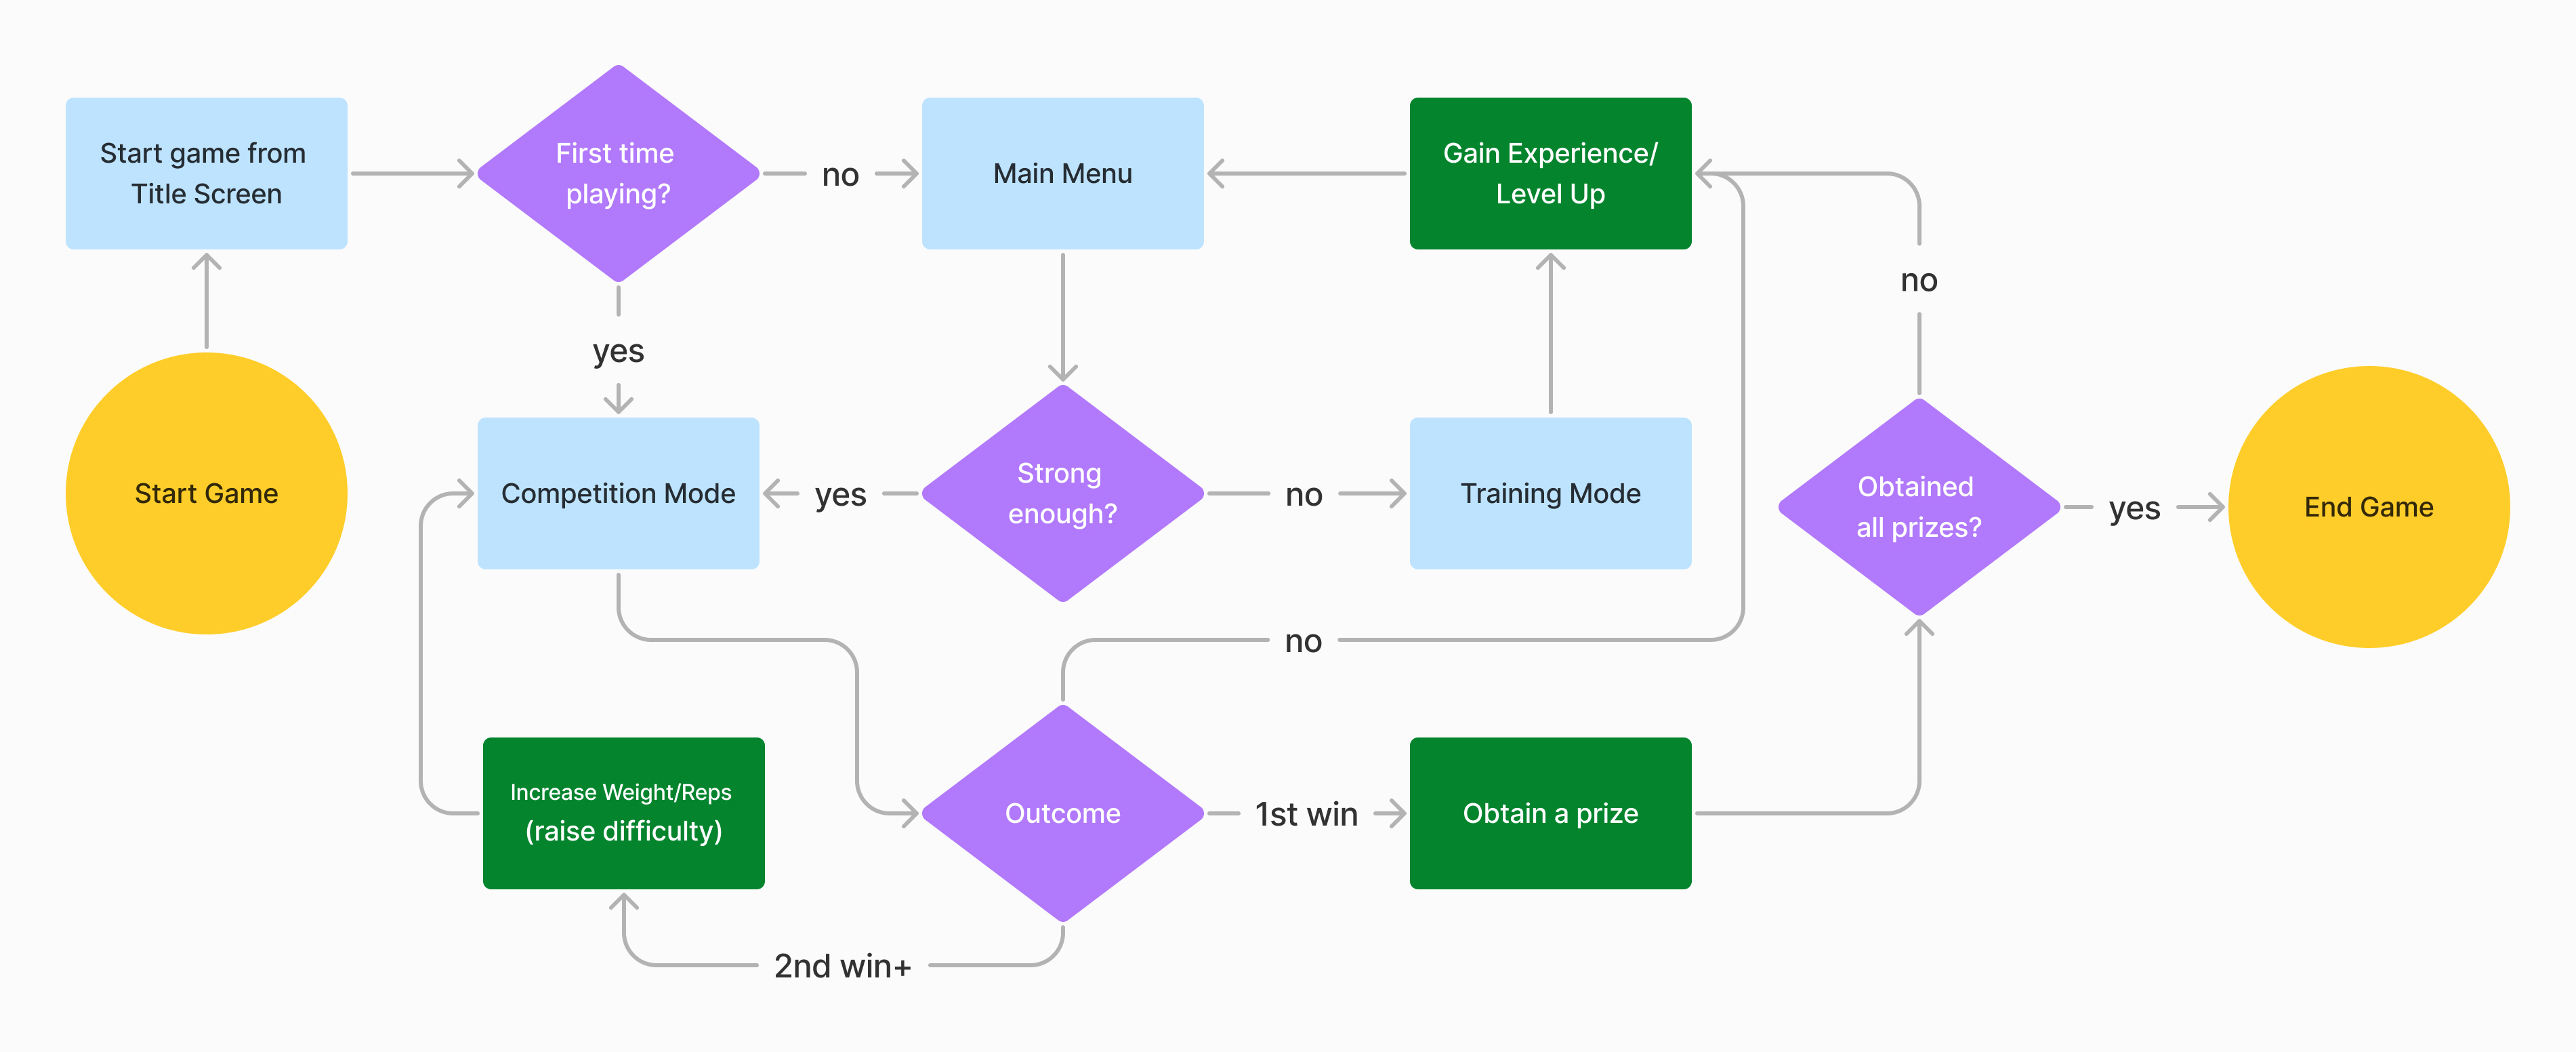 Start game from
Title Screen
First time
playing?
no
Main Menu
Gain Experience/
Level Up
no
yes
Start Game
Competition Mode
yes
Strong
enough?
no
Training Mode
Obtained
all prizes?
yes
End Game
no
Increase Weight/Reps
(raise difficulty)
Outcome
1st win
Obtain a prize
2nd win+